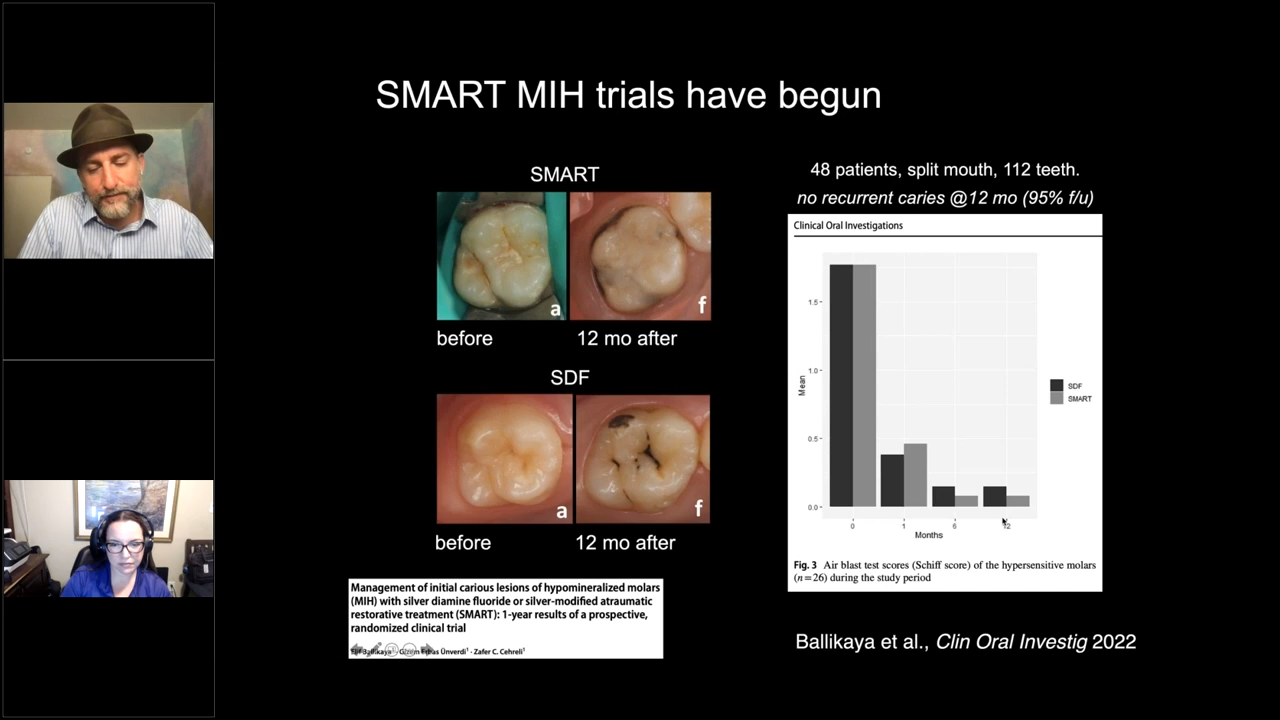 SMART MIH trials have begun
SMART
a
f
before
12 mo after
SDF
a
f
before
12 mo after
Management of initial carious lesions of hypomineralized molars
(MIH) with silver diamine fluoride or silver-modified atraumatic
restorative treatment (SMART): 1-year results of a prospective,
randomized clinical trial
Ballikaya¹ · Ünverdi¹ · Zafer C. Cehreli¹
48 patients, split mouth, 112 teeth.
no recurrent caries @12 mo (95% f/u)
Clinical Oral Investigations
Mean
1.5
1.0
0.5
0.0
0
1
6
12
Months
SDF
SMART
Fig. 3 Air blast test scores (Schiff score) of the hypersensitive molars
(n=26) during the study period
Ballikaya et al., Clin Oral Investig 2022